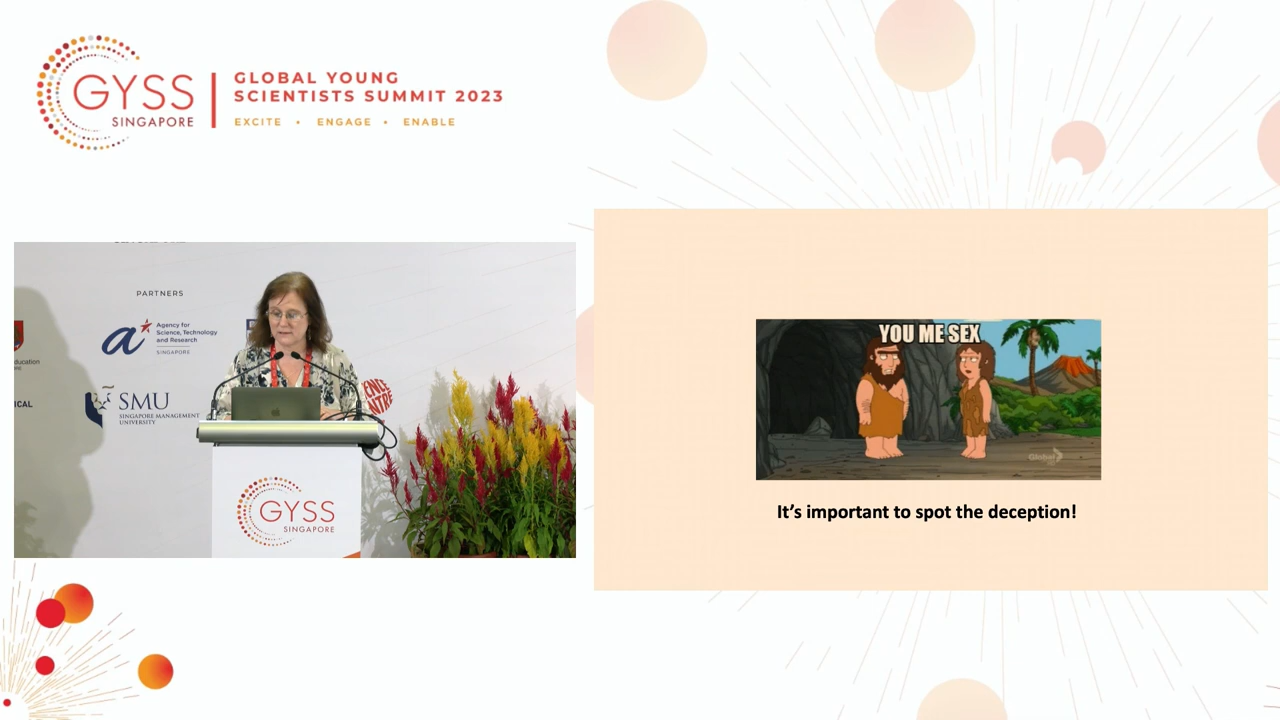 GYSS
SINGAPORE
GLOBAL YOUNG
SCIENTISTS SUMMIT 2023
EXCITE • ENGAGE • ENABLE
PARTNERS
Agency for
Science, Technology
and Research
SINGAPORE
SMU
SINGAPORE MANAGEMENT
UNIVERSITY
GYSS
SINGAPORE
YOU ME SEX
Global
It's important to spot the deception!